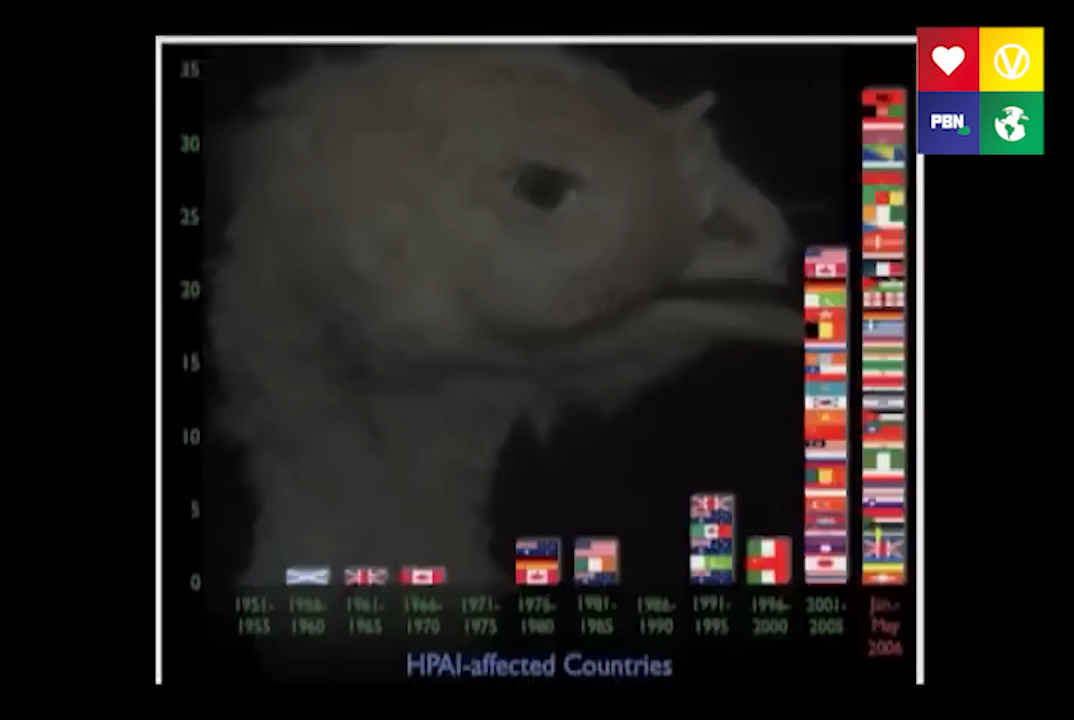 PBN
35
30
25
20
15
10
5
0
1951- 1956- 1961- 1966- 1971- 1976- 1981- 1986- 1991- 1996- 2001- Jan.-
1955 1960 1965 1970 1975 1980 1985 1990 1995 2000 2005 May
2006
HPAI-affected Countries